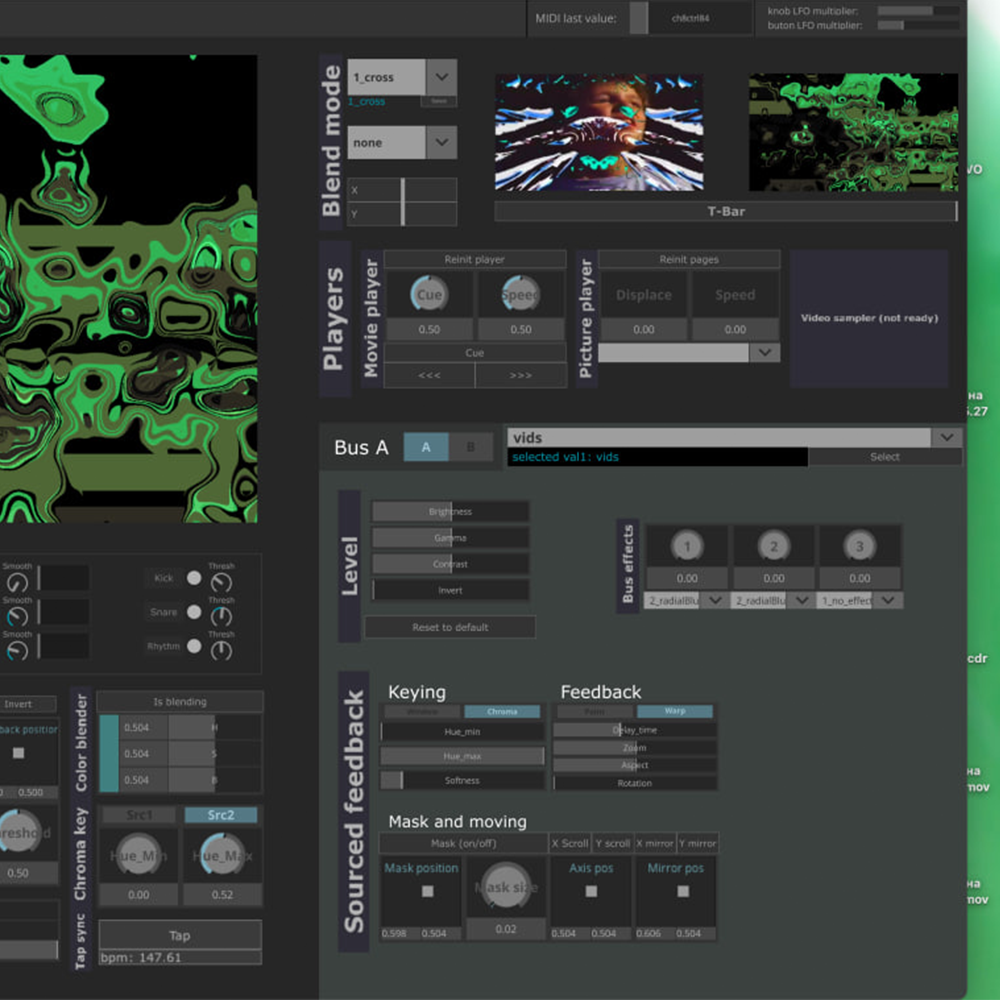 MIDI last value:
ch8ctrl84
knob LFO multiplier:
buton LFO multiplier:
Blend mode
1_cross
1_cross
none
X
Y
T-Bar
Players
Movie player
Reinit player
Cue
Speed
0.50
0.50
Cue
<<<
>>>
Picture player
Reinit pages
Displace
Speed
0.00
0.00
Video sampler (not ready)
Bus A
A
B
vids
selected val1: vids
Select
Level
Brightness
Gamma
Contrast
Invert
Reset to default
Bus effects
1
2
3
0.00
0.00
0.00
2_radialBlu
2_radialBlu
1_no_effect
Smooth
Smooth
Smooth
Kick
Thresh
Snare
Thresh
Rhythm
Thresh
Invert
back position
0.500
reshold
0.50
Color blender
Is blending
0.504
H
0.504
S
0.504
B
Chroma key
Src1
Src2
Hue_Min
Hue_Max
0.00
0.52
Tap sync
Tap
bpm: 147.61
Sourced feedback
Keying
Chroma
Hue_min
Hue_max
Softness
Feedback
Warp
Delay_time
Zoom
Aspect
Rotation
Mask and moving
Mask (on/off)
X Scroll
Y scroll
X mirror
Y mirror
Mask position
Mask size
Axis pos
Mirror pos
0.598
0.504
0.02
0.504
0.504
0.606
0.504
VO
на
5.27
cdr
на
mov
на
mov